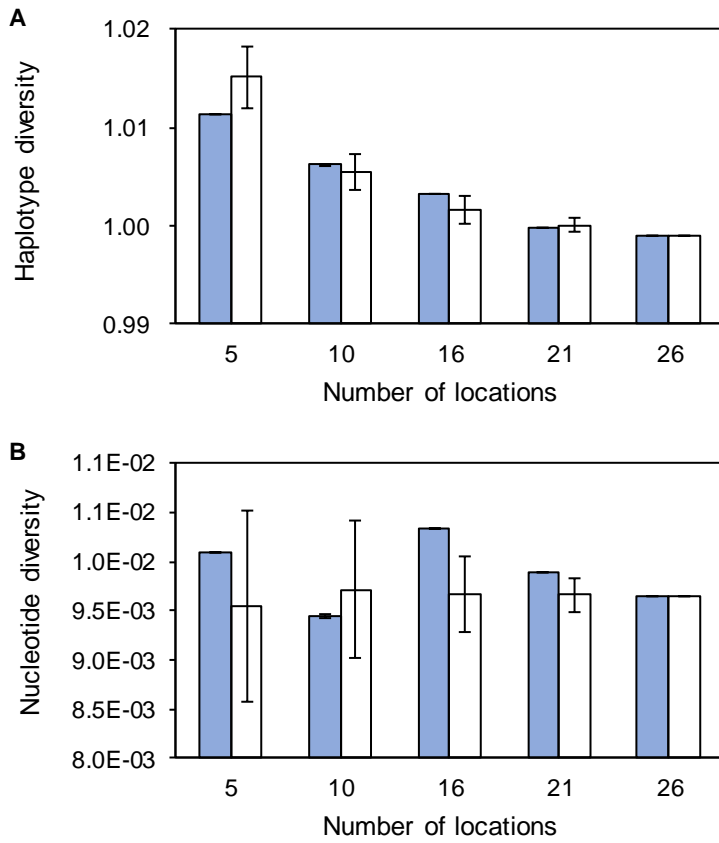 A
Haplotype diversity
1.02
1.01
1.00
0.99
5 10 16 21 26
Number of locations
B
Nucleotide diversity
1.1E-02
1.1E-02
1.0E-02
9.5E-03
9.0E-03
8.5E-03
8.0E-03
5 10 16 21 26
Number of locations